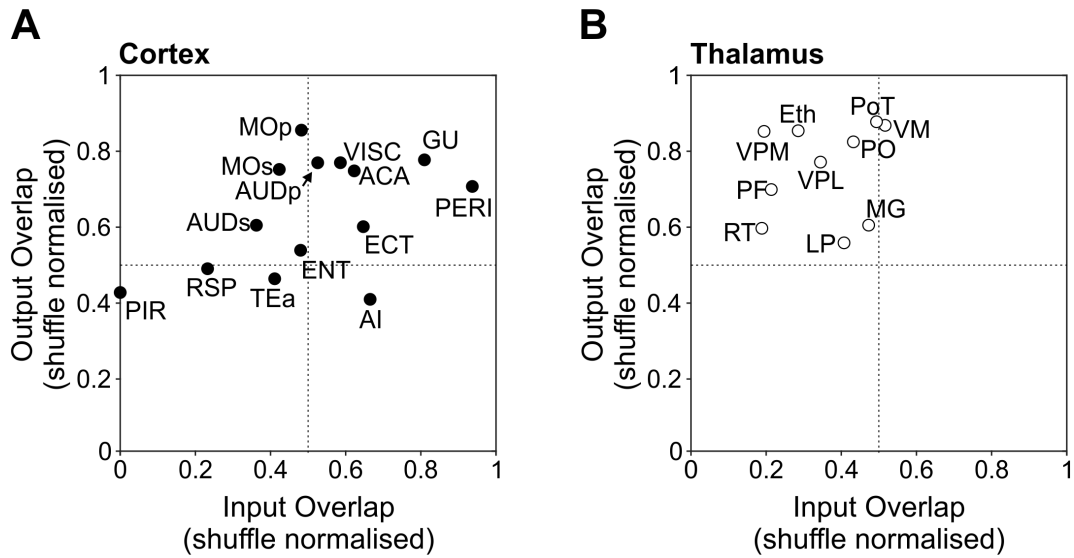 A
Cortex
Output Overlap
(shuffle normalised)
1
0.8
0.6
0.4
0.2
0
MOp
MOs
AUDp
VISC
ACA
GU
PERI
AUDs
ECT
ENT
RSP
TEa
PIR
AI
0 0.2 0.4 0.6 0.8 1
Input Overlap
(shuffle normalised)
B
Thalamus
Output Overlap
(shuffle normalised)
1
0.8
0.6
0.4
0.2
0
Eth
PoT
VM
VPM
PO
VPL
PF
MG
RT
LP
0 0.2 0.4 0.6 0.8 1
Input Overlap
(shuffle normalised)